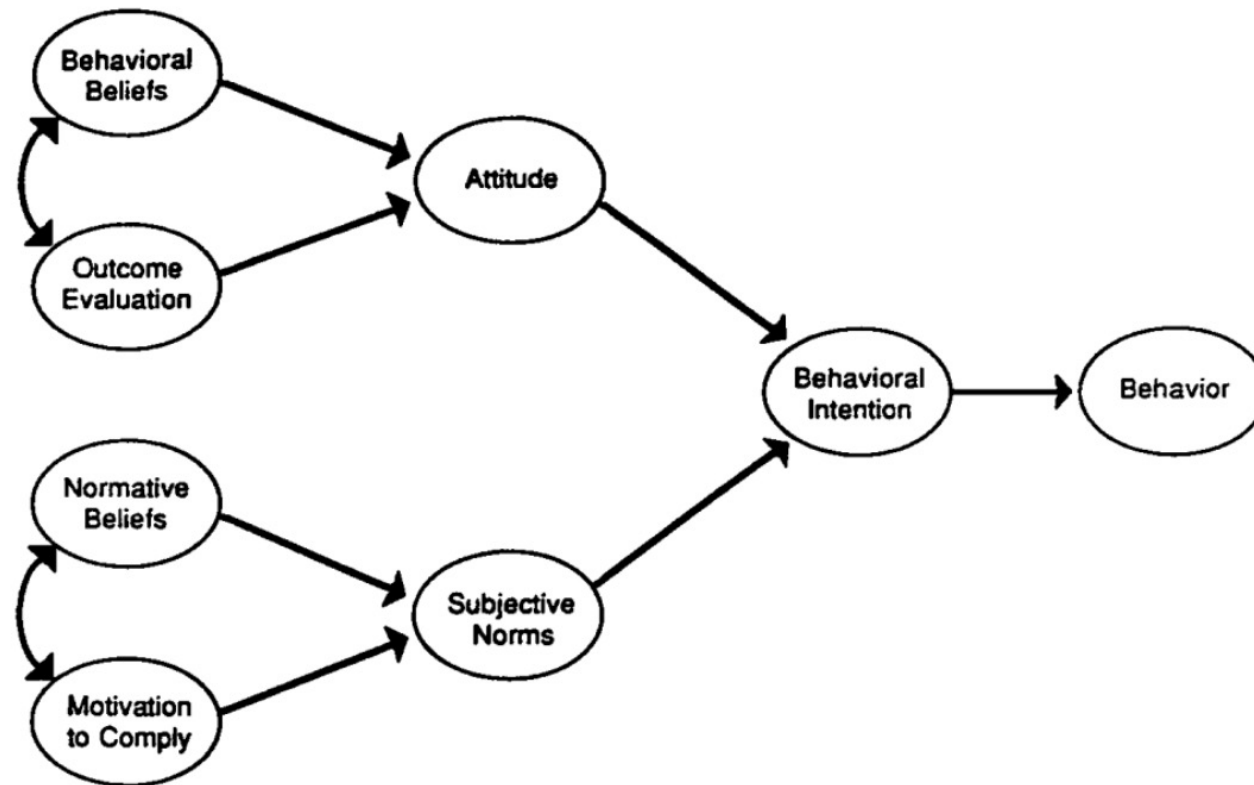 Behavioral
Beliefs
Attitude
Outcome
Evaluation
Behavioral
Intention
Behavior
Normative
Beliefs
Subjective
Norms
Motivation
to Comply